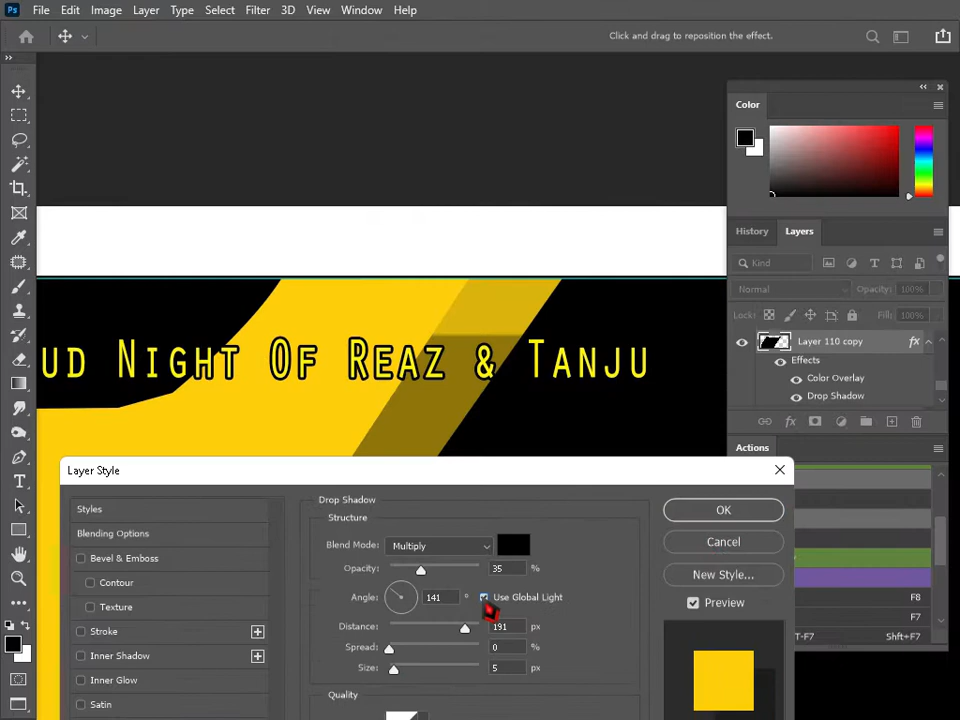 Ps File Edit Image Layer Type Select Filter 3D View Window Help
Click and drag to reposition the effect.
Color
History Layers
Kind
Normal Opacity: 100%
Lock: Fill: 100%
Layer 110 copy fx
Effects
Color Overlay
Drop Shadow
fx
Actions
UD NIGHT OF REAZ & TANJU
Layer Style
Styles
Blending Options
Bevel & Emboss
Contour
Texture
Stroke
Inner Shadow
Inner Glow
Satin
Drop Shadow
Structure
Blend Mode: Multiply
Opacity: 35 %
Angle: 141 ° Use Global Light
Distance: 191 px
Spread: 0 %
Size: 5 px
Quality
OK
Cancel
New Style...
Preview
F8
T-F7 Shft+F7